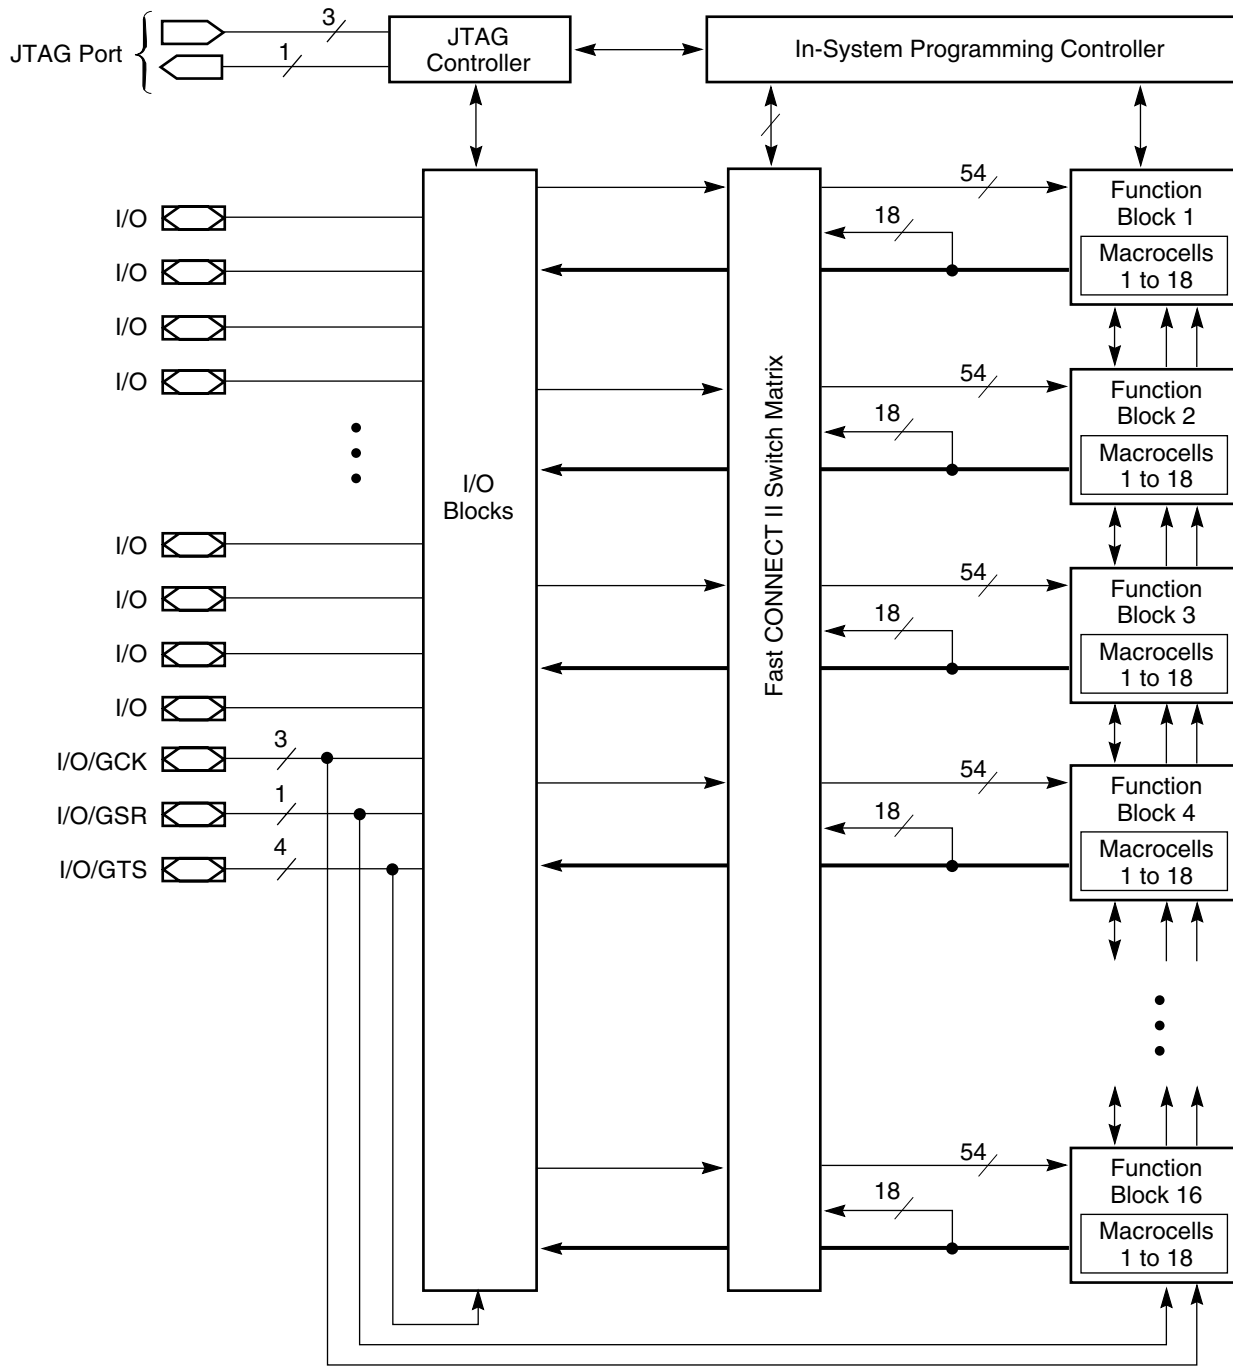 JTAG Port
3
1
JTAG
Controller
In-System Programming Controller
I/O
I/O
I/O
I/O
I/O
I/O
I/O
I/O
I/O/GCK
3
I/O/GSR
1
I/O/GTS
4
I/O
Blocks
Fast CONNECT II Switch Matrix
54
18
Function
Block 1
Macrocells
1 to 18
54
18
Function
Block 2
Macrocells
1 to 18
54
18
Function
Block 3
Macrocells
1 to 18
54
18
Function
Block 4
Macrocells
1 to 18
54
18
Function
Block 16
Macrocells
1 to 18